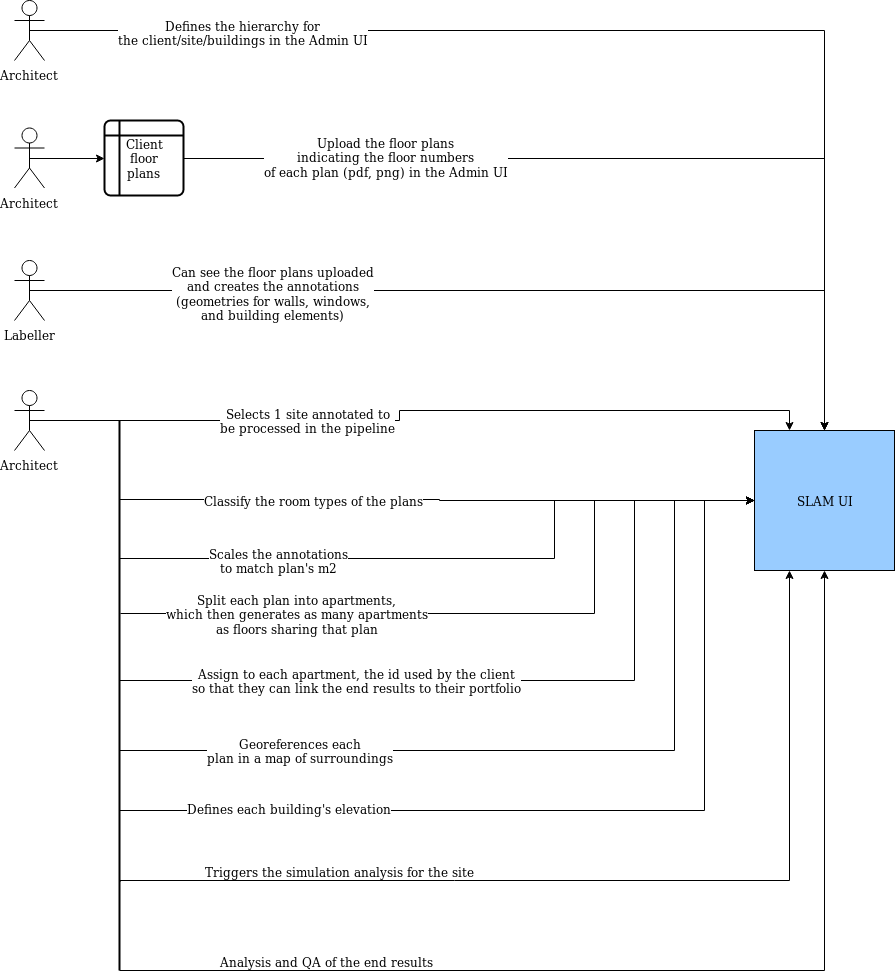 Defines the hierarchy for
the client/site/buildings in the Admin UI
Architect
Client
floor
plans
Upload the floor plans
indicating the floor numbers
of each plan (pdf, png) in the Admin UI
Architect
Can see the floor plans uploaded
and creates the annotations
(geometries for walls, windows,
and building elements)
Labeller
Selects 1 site annotated to
be processed in the pipeline
Architect
Classify the room types of the plans
SLAM UI
Scales the annotations
to match plan's m2
Split each plan into apartments,
which then generates as many apartments
as floors sharing that plan
Assign to each apartment, the id used by the client
so that they can link the end results to their portfolio
Georeferences each
plan in a map of surroundings
Defines each building's elevation
Triggers the simulation analysis for the site
Analysis and QA of the end results